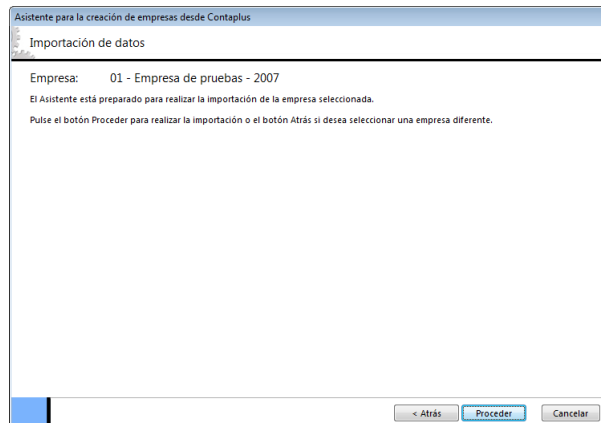 Asistente para la creación de empresas desde Contaplus
Importación de datos
Empresa: 01 - Empresa de pruebas - 2007
El Asistente está preparado para realizar la importación de la empresa seleccionada.
Pulse el botón Proceder para realizar la importación o el botón Atrás si desea seleccionar una empresa diferente.
< Atrás Proceder Cancelar